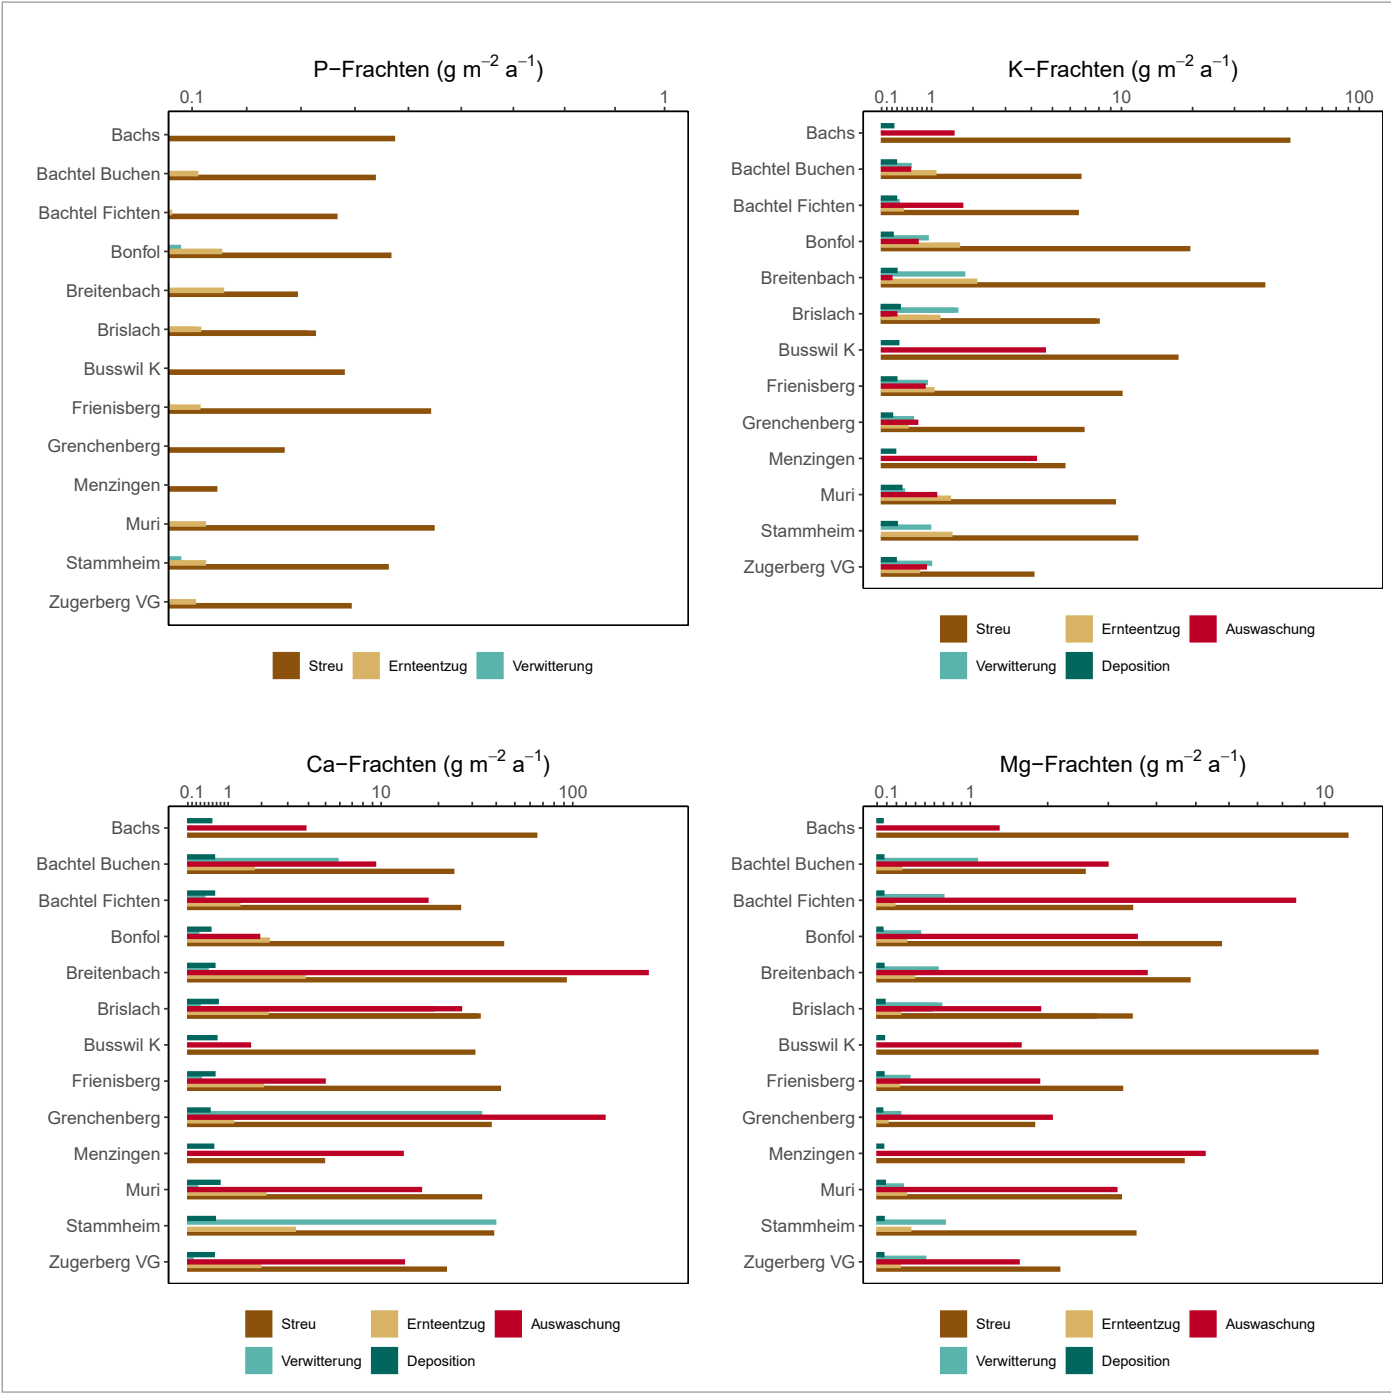 P−Frachten (g m⁻² a⁻¹)
0.1 1
Bachs
Bachtel Buchen
Bachtel Fichten
Bonfol
Breitenbach
Brislach
Busswil K
Frienisberg
Grenchenberg
Menzingen
Muri
Stammheim
Zugerberg VG
Streu Ernteentzug Verwitterung
K−Frachten (g m⁻² a⁻¹)
0.1 1 10 100
Bachs
Bachtel Buchen
Bachtel Fichten
Bonfol
Breitenbach
Brislach
Busswil K
Frienisberg
Grenchenberg
Menzingen
Muri
Stammheim
Zugerberg VG
Streu Ernteentzug Auswaschung
Verwitterung Deposition
Ca−Frachten (g m⁻² a⁻¹)
0.1 1 10 100
Bachs
Bachtel Buchen
Bachtel Fichten
Bonfol
Breitenbach
Brislach
Busswil K
Frienisberg
Grenchenberg
Menzingen
Muri
Stammheim
Zugerberg VG
Streu Ernteentzug Auswaschung
Verwitterung Deposition
Mg−Frachten (g m⁻² a⁻¹)
0.1 1 10
Bachs
Bachtel Buchen
Bachtel Fichten
Bonfol
Breitenbach
Brislach
Busswil K
Frienisberg
Grenchenberg
Menzingen
Muri
Stammheim
Zugerberg VG
Streu Ernteentzug Auswaschung
Verwitterung Deposition